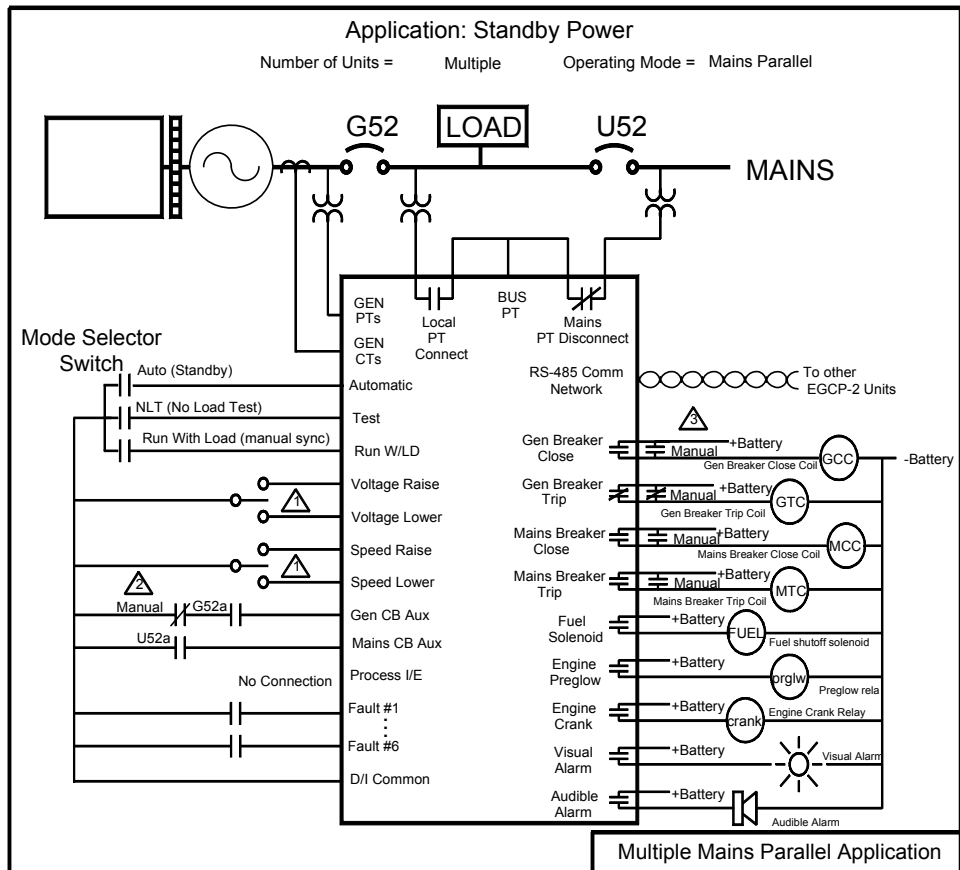 Application: Standby Power
Number of Units = Multiple Operating Mode = Mains Parallel
G52
LOAD
U52
MAINS
GEN
PTs
GEN
CTs
Local
PT
Connect
BUS
PT
Mains
PT Disconnect
Mode Selector
Switch
Auto (Standby)
Automatic
NLT (No Load Test)
Test
Run With Load (manual sync)
Run W/LD
Voltage Raise
1
Voltage Lower
Speed Raise
1
Speed Lower
2
Manual
G52a
Gen CB Aux
U52a
Mains CB Aux
No Connection
Process I/E
Fault #1
Fault #6
D/I Common
RS-485 Comm
Network
To other
EGCP-2 Units
3
Gen Breaker
Close
Manual
+Battery
Gen Breaker Close Coil
GCC
-Battery
Gen Breaker
Trip
Manual
+Battery
Gen Breaker Trip Coil
GTC
Mains Breaker
Close
Manual
+Battery
Mains Breaker Close Coil
MCC
Mains Breaker
Trip
Manual
+Battery
Mains Breaker Trip Coil
MTC
Fuel
Solenoid
+Battery
FUEL
Fuel shutoff solenoid
Engine
Preglow
+Battery
prglw
Preglow rela
Engine
Crank
+Battery
crank
Engine Crank Relay
Visual
Alarm
+Battery
Visual Alarm
Audible
Alarm
+Battery
Audible Alarm
Multiple Mains Parallel Application